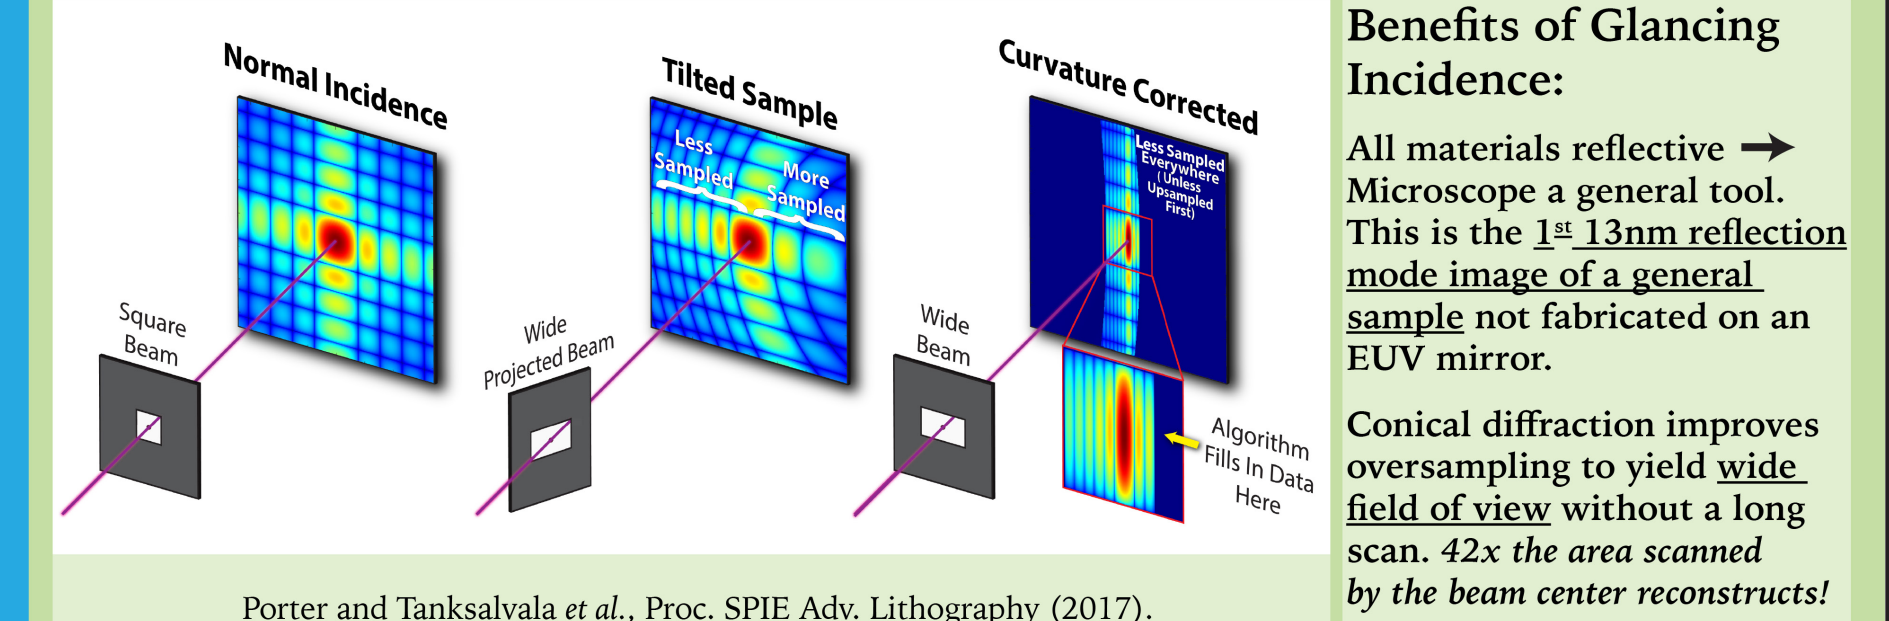 Normal Incidence
Square
Beam
Tilted Sample
Less
Sampled
More
Sampled
Wide
Projected Beam
Curvature Corrected
Less Sampled
Everywhere
(Unless
Upsampled
First)
Wide
Beam
Algorithm
Fills In Data
Here
Porter and Tanksalvala et al., Proc. SPIE Adv. Lithography (2017).
Benefits of Glancing
Incidence:
All materials reflective →
Microscope a general tool.
This is the 1st 13nm reflection
mode image of a general
sample not fabricated on an
EUV mirror.
Conical diffraction improves
oversampling to yield wide
field of view without a long
scan. 42x the area scanned
by the beam center reconstructs!